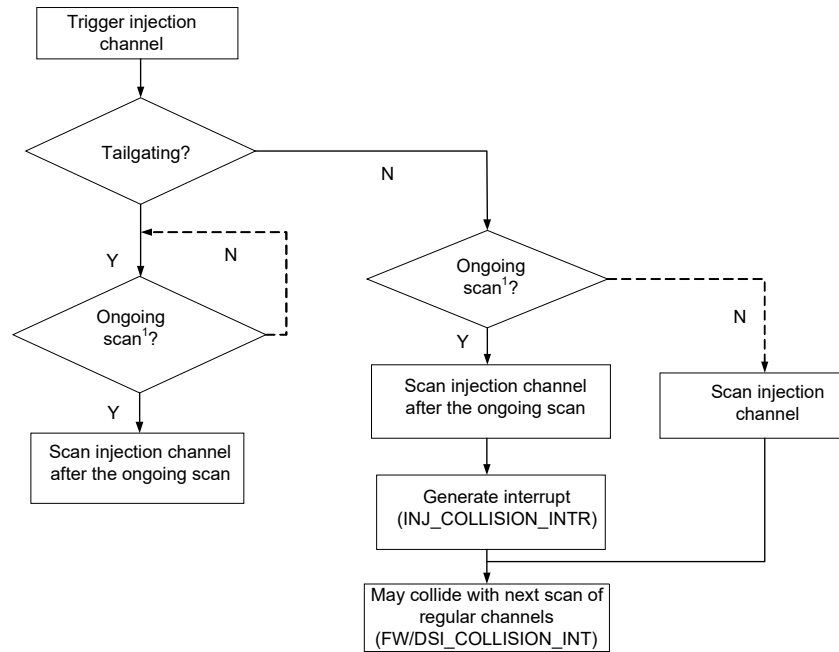 Trigger injection
channel
Tailgating?
N
Y
N
Ongoing
scan¹?
Y
Scan injection channel
after the ongoing scan
Ongoing
scan¹?
N
Y
Scan injection channel
after the ongoing scan
Scan injection
channel
Generate interrupt
(INJ_COLLISION_INTR)
May collide with next scan of
regular channels
(FW/DSI_COLLISION_INT)